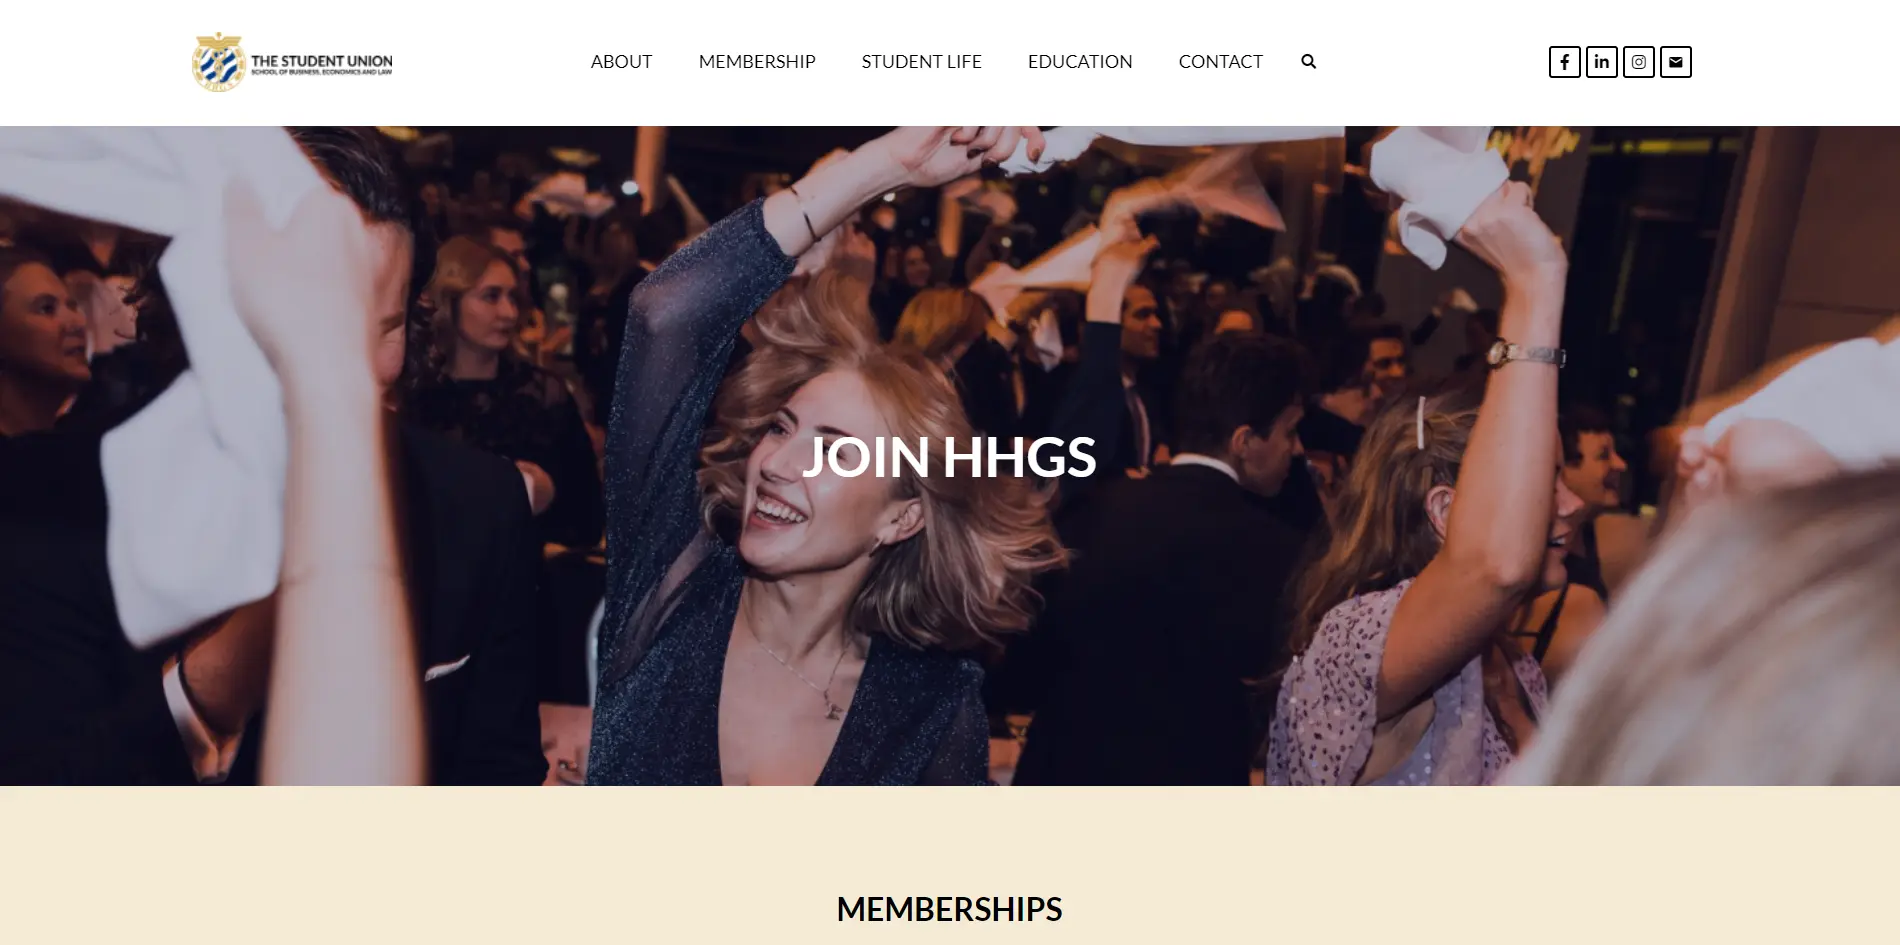 THE STUDENT UNION
SCHOOL OF BUSINESS, ECONOMICS AND LAW
ABOUT
MEMBERSHIP
STUDENT LIFE
EDUCATION
CONTACT
JOIN HHGS
MEMBERSHIPS